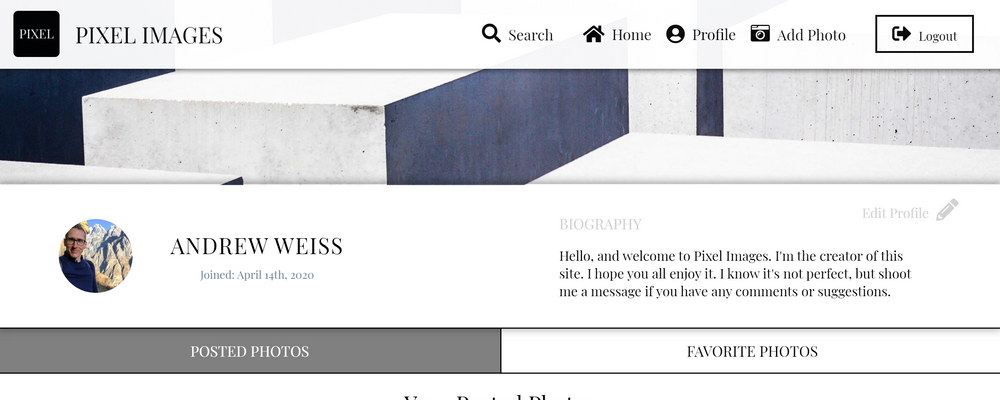 PIXEL
PIXEL IMAGES
Search
Home
Profile
Add Photo
Logout
ANDREW WEISS
Joined: April 14th, 2020
Edit Profile
BIOGRAPHY
Hello, and welcome to Pixel Images. I'm the creator of this
site. I hope you all enjoy it. I know it's not perfect, but shoot
me a message if you have any comments or suggestions.
POSTED PHOTOS
FAVORITE PHOTOS